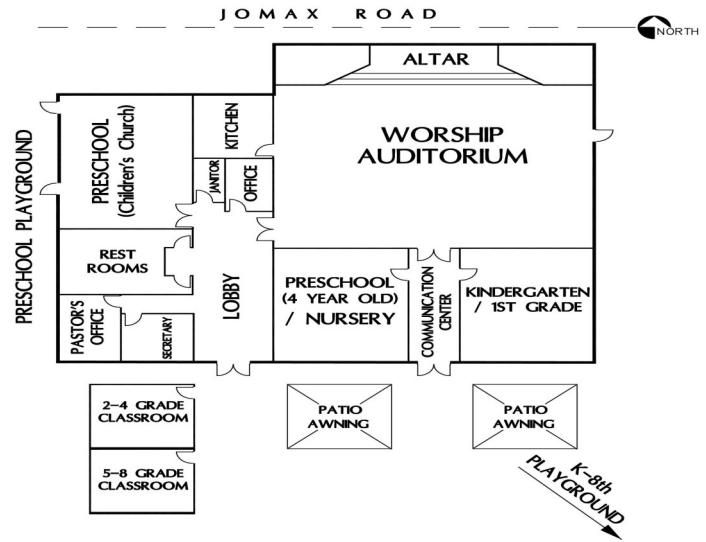 JOMAX ROAD
NORTH
ALTAR
WORSHIP
AUDITORIUM
KITCHEN
PRESCHOOL
(Children's Church)
PRESCHOOL PLAYGROUND
JANITOR
OFFICE
REST
ROOMS
LOBBY
PRESCHOOL
(4 YEAR OLD)
/ NURSERY
COMMUNICATION
CENTER
KINDERGARTEN
/ 1ST GRADE
PASTOR'S
OFFICE
SECRETARY
2-4 GRADE
CLASSROOM
PATIO
AWNING
PATIO
AWNING
5-8 GRADE
CLASSROOM
K-8th
PLAYGROUND